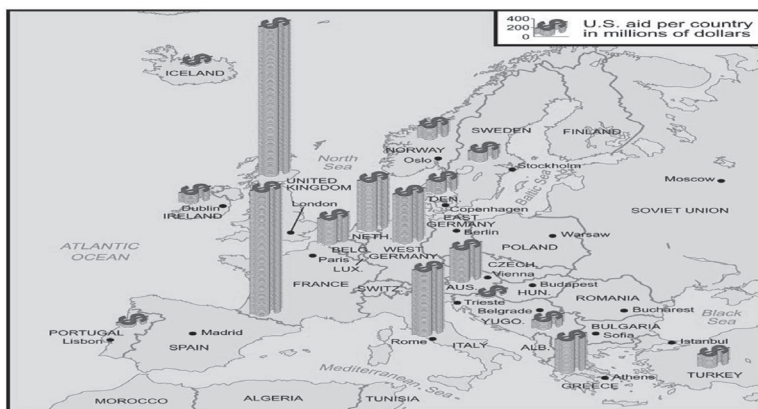 400
200
0
U.S. aid per country
in millions of dollars
ICELAND
SWEDEN
FINLAND
NORWAY
Oslo
Stockholm
North
Sea
Baltic Sea
Moscow
UNITED
KINGDOM
London
Dublin
IRELAND
DEN.
Copenhagen
SOVIET UNION
EAST
GERMANY
Berlin
Warsaw
POLAND
NETH.
BELG.
WEST
GERMANY
ATLANTIC
OCEAN
Paris
LUX.
CZECH.
Vienna
FRANCE
SWITZ.
AUS.
Budapest
HUN.
ROMANIA
Trieste
Belgrade
YUGO.
Bucharest
Black
Sea
PORTUGAL
Lisbon
Madrid
SPAIN
Rome
ITALY
BULGARIA
Sofia
ALB.
Istanbul
TURKEY
Mediterranean Sea
Athens
GREECE
MOROCCO
ALGERIA
TUNISIA